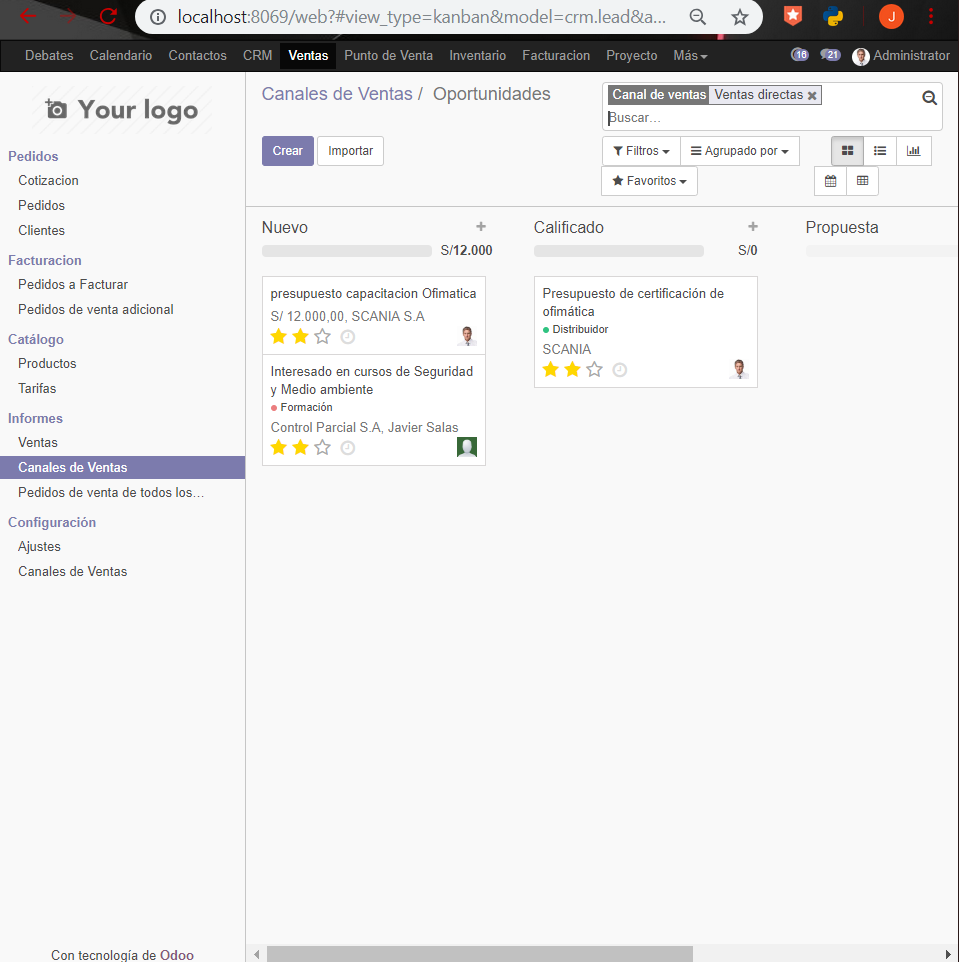 localhost:8069/web?#view_type=kanban&model=crm.lead&a...
J
Debates Calendario Contactos CRM Ventas Punto de Venta Inventario Facturacion Proyecto Más 16 21 Administrator
Your logo
Pedidos
Cotizacion
Pedidos
Clientes
Facturacion
Pedidos a Facturar
Pedidos de venta adicional
Catálogo
Productos
Tarifas
Informes
Ventas
Canales de Ventas
Pedidos de venta de todos los...
Configuración
Ajustes
Canales de Ventas
Con tecnología de Odoo
Canales de Ventas / Oportunidades
Canal de ventas Ventas directas
Buscar...
Crear Importar
Filtros Agrupado por
Favoritos
Nuevo
S/12.000
presupuesto capacitacion Ofimatica
S/ 12.000,00, SCANIA S.A
Interesado en cursos de Seguridad
y Medio ambiente
Formación
Control Parcial S.A, Javier Salas
Calificado
S/0
Presupuesto de certificación de
ofimática
Distribuidor
SCANIA
Propuesta